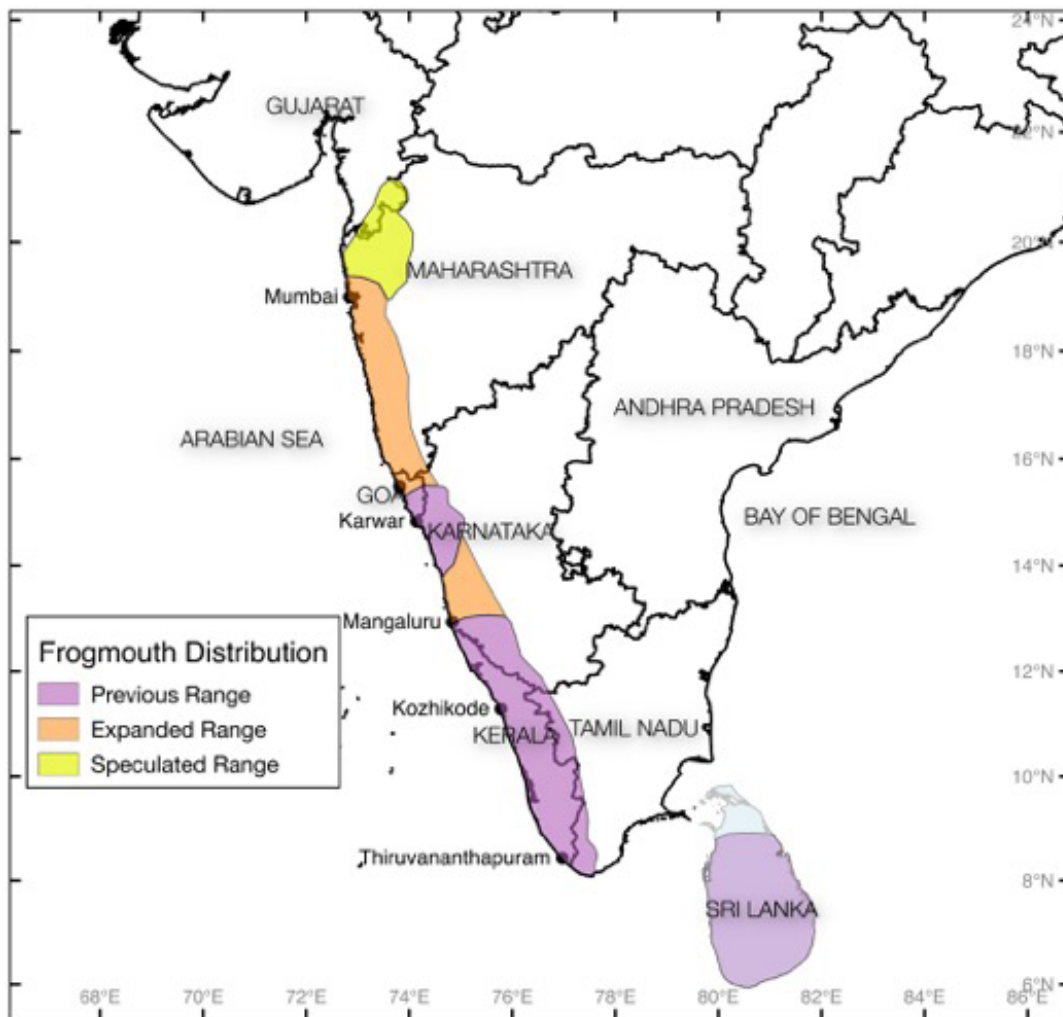 24°N
GUJARAT
22°N
20°N
MAHARASHTRA
Mumbai
18°N
ANDHRA PRADESH
ARABIAN SEA
16°N
GOA
Karwar
KARNATAKA
BAY OF BENGAL
14°N
Mangaluru
Frogmouth Distribution
Previous Range
Expanded Range
Speculated Range
12°N
Kozhikode
KERALA
TAMIL NADU
10°N
Thiruvananthapuram
8°N
SRI LANKA
6°N
68°E 70°E 72°E 74°E 76°E 78°E 80°E 82°E 84°E 86°E